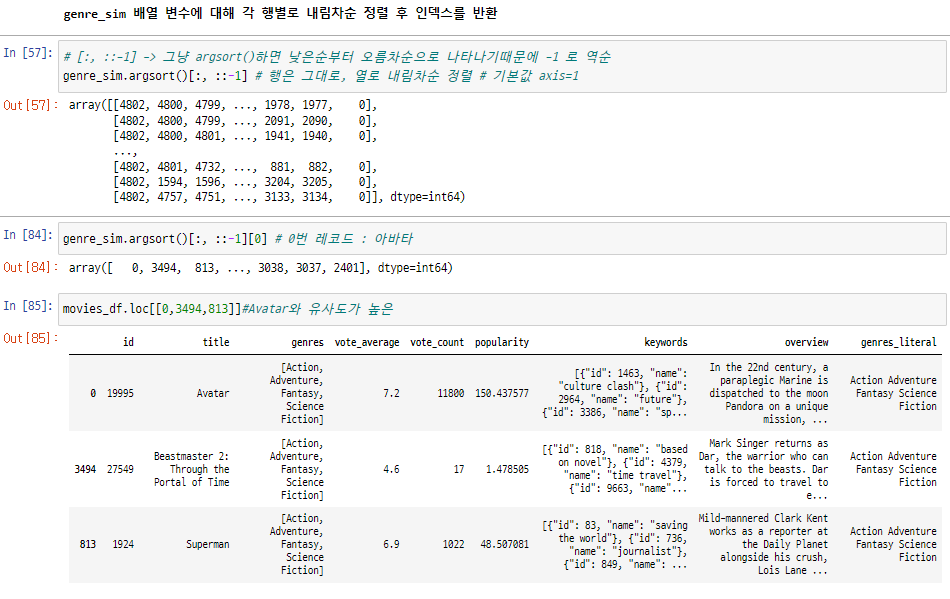 genre_sim 배열 변수에 대해 각 행별로 내림차순 정렬 후 인덱스를 반환
In [57]: # [:, ::-1] -> 그냥 argsort()하면 낮은순부터 오름차순으로 나타나기때문에 -1 로 역순
genre_sim.argsort()[:, ::-1] # 행은 그대로, 열로 내림차순 정렬 # 기본값 axis=1
Out[57]: array([[4802, 4800, 4799, ..., 1978, 1977,    0],
[4802, 4800, 4799, ..., 2091, 2090,    0],
[4802, 4800, 4801, ..., 1941, 1940,    0],
...,
[4802, 4801, 4732, ...,  881,  882,    0],
[4802, 1594, 1596, ..., 3204, 3205,    0],
[4802, 4757, 4751, ..., 3133, 3134,    0]], dtype=int64)
In [84]: genre_sim.argsort()[:, ::-1][0] # 0번 레코드 : 아바타
Out[84]: array([   0, 3494,  813, ..., 3038, 3037, 2401], dtype=int64)
In [85]: movies_df.loc[[0,3494,813]]#Avatar와 유사도가 높은
Out[85]:
id title genres vote_average vote_count popularity keywords overview genres_literal
0 19995 Avatar
[Action,
Adventure,
Fantasy,
Science
Fiction]
7.2 11800 150.437577
[{"id": 1463, "name":
"culture clash"}, {"id":
2964, "name": "future"},
{"id": 3386, "name": "sp...
In the 22nd century, a
paraplegic Marine is
dispatched to the moon
Pandora on a unique
mission, ...
Action Adventure
Fantasy Science
Fiction
3494 27549
Beastmaster 2:
Through the
Portal of Time
[Action,
Adventure,
Fantasy,
Science
Fiction]
4.6 17 1.478505
[{"id": 818, "name": "based
on novel"}, {"id": 4379,
"name": "time travel"},
{"id": 9663, "name"...
Mark Singer returns as
Dar, the warrior who can
talk to the beasts. Dar
is forced to travel to
e...
Action Adventure
Fantasy Science
Fiction
813 1924 Superman
[Action,
Adventure,
Fantasy,
Science
Fiction]
6.9 1022 48.507081
[{"id": 83, "name": "saving
the world"}, {"id": 736,
"name": "journalist"},
{"id": 849, "name": ...
Mild-mannered Clark Kent
works as a reporter at
the Daily Planet
alongside his crush,
Lois Lane ...
Action Adventure
Fantasy Science
Fiction